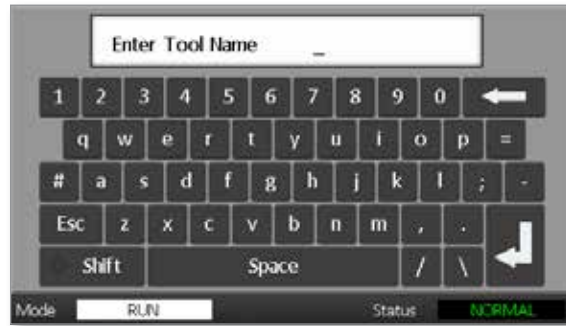 Enter Tool Name _
1 2 3 4 5 6 7 8 9 0
q w e r t y u i o p =
# a s d f g h j k l ; -
Esc z x c v b n m , .
Shift Space / \
Mode RUN Status NORMAL